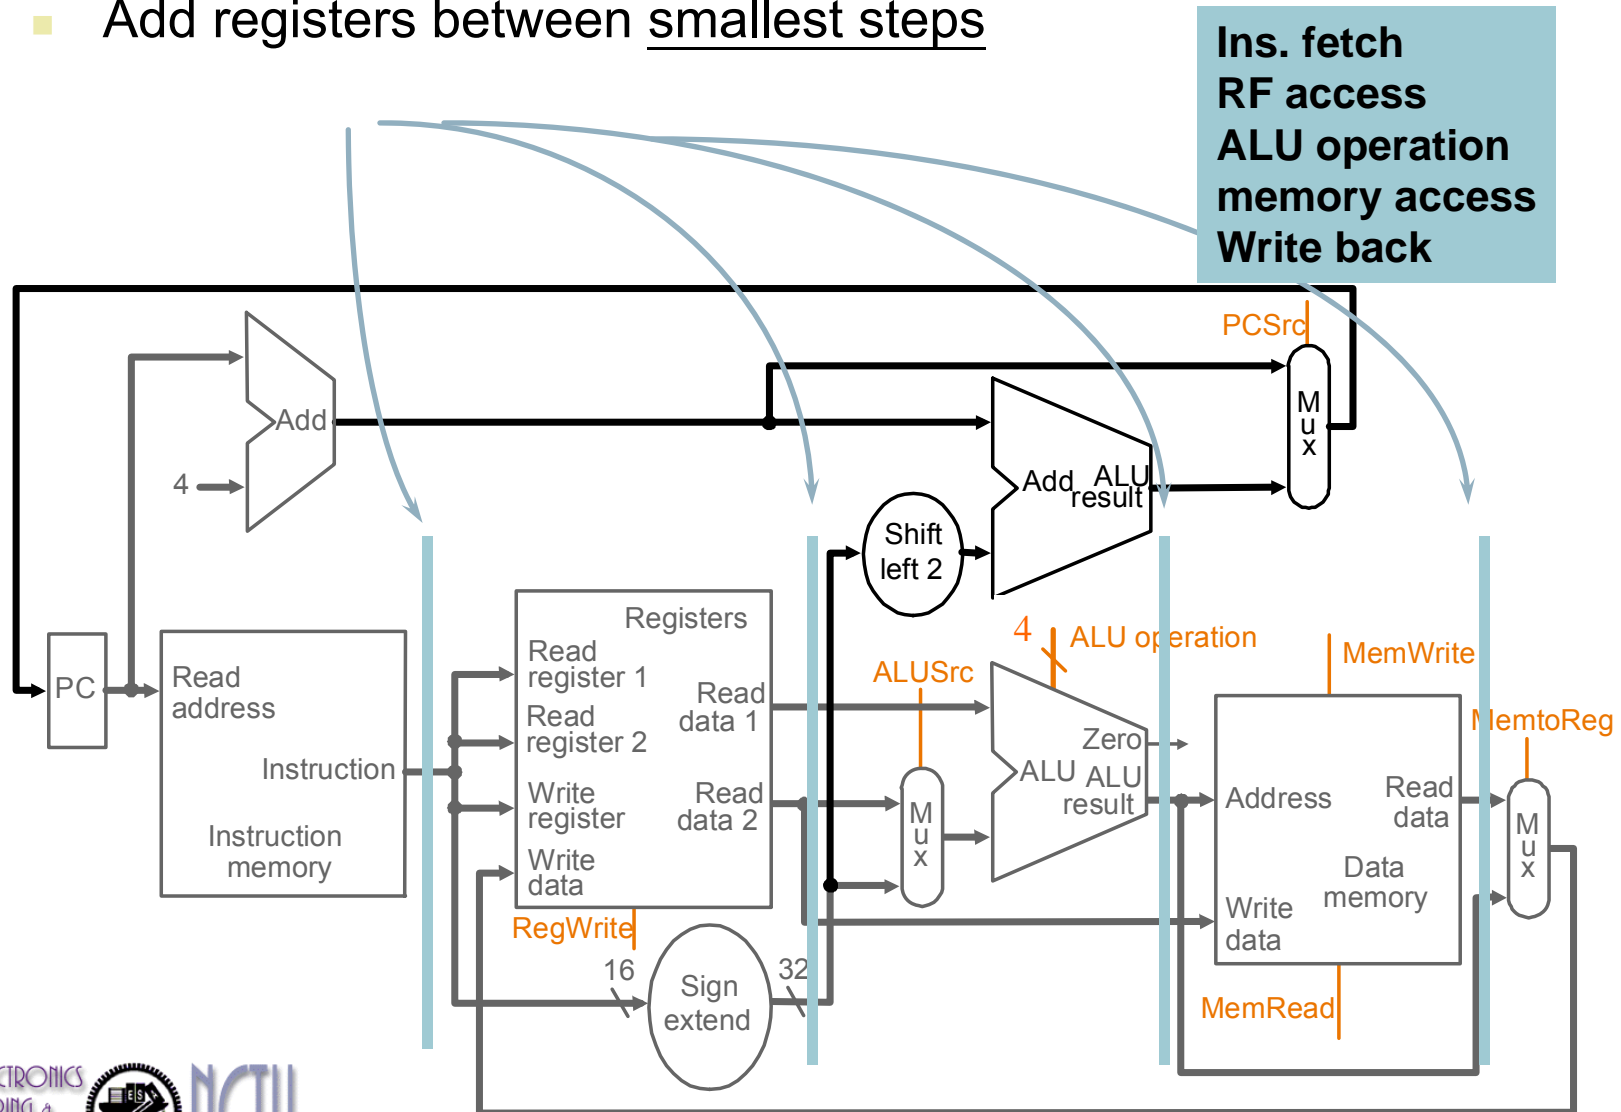 Add registers between smallest steps
Ins. fetch
RF access
ALU operation
memory access
Write back
PCSrc
Add
4
M
u
x
Add
ALU
result
Shift
left 2
Registers
Read
register 1
Read
register 2
Write
register
Write
data
Read
data 1
Read
data 2
RegWrite
PC
Read
address
Instruction
Instruction
memory
16
Sign
extend
32
ALUSrc
M
u
x
4
ALU operation
Zero
ALU
ALU
result
MemWrite
Address
Read
data
Data
memory
Write
data
MemRead
MemtoReg
M
u
x
NCTU